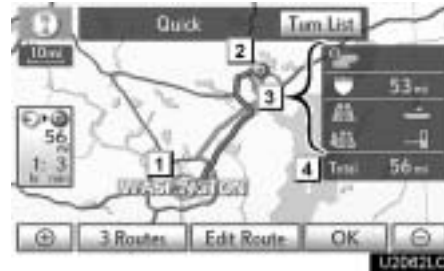 Quick
Turn List
10mi
2
3
53 mi
56
1: 3
1
WASHINGTON
4
Total
56 mi
3 Routes
Edit Route
OK
U2082LC